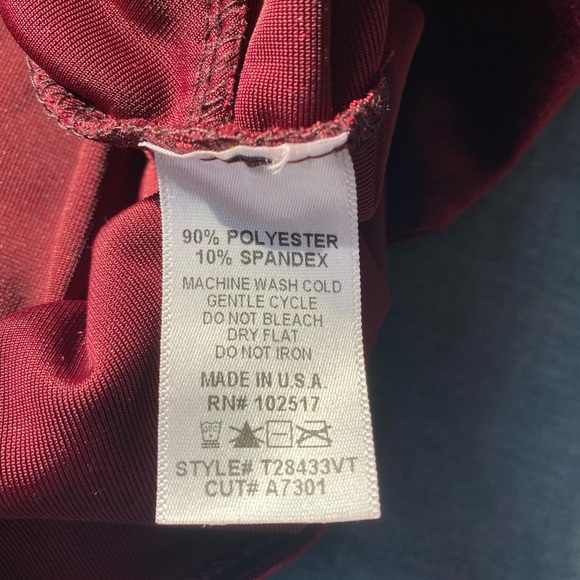 90% POLYESTER
10% SPANDEX
MACHINE WASH COLD
GENTLE CYCLE
DO NOT BLEACH
DRY FLAT
DO NOT IRON
MADE IN U.S.A.
RN# 102517
STYLE# T28433VT
CUT# A7301